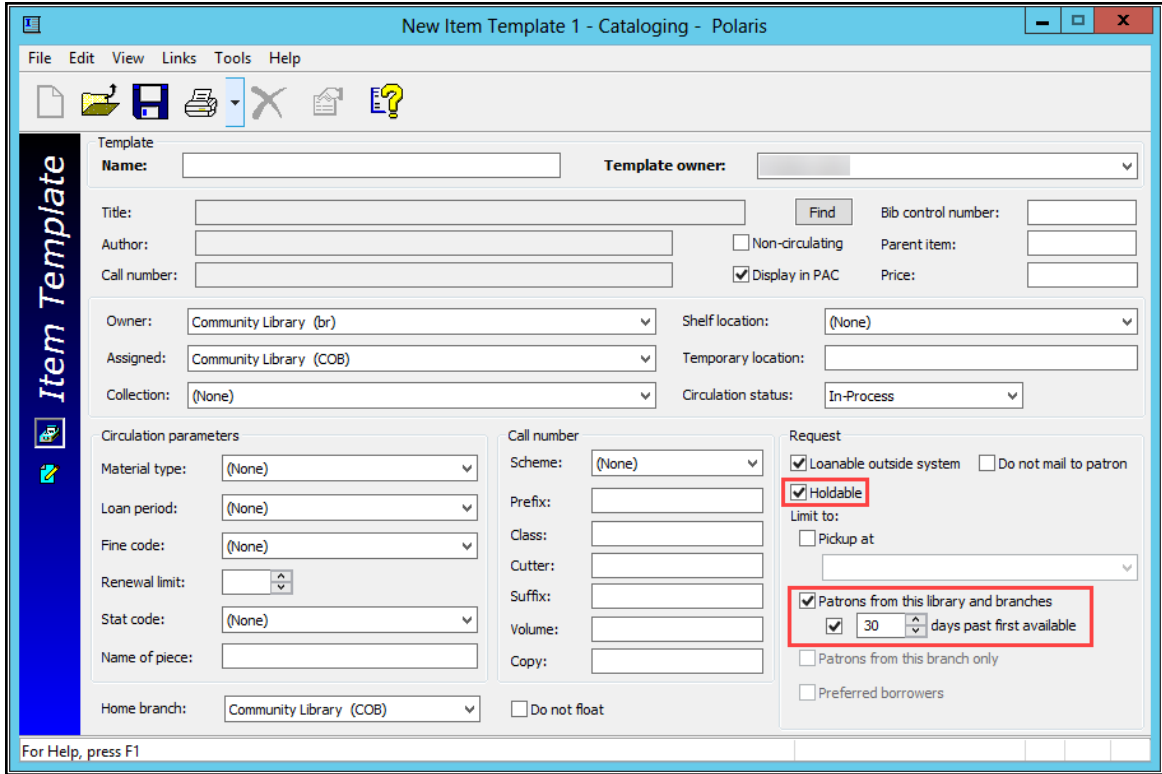 New Item Template 1 - Cataloging - Polaris
File Edit View Links Tools Help
Item Template
Template
Name: Template owner:
Title: Find Bib control number:
Author: Non-circulating Parent item:
Call number: Display in PAC Price:
Owner: Community Library (br) Shelf location: (None)
Assigned: Community Library (COB) Temporary location:
Collection: (None) Circulation status: In-Process
Circulation parameters
Material type: (None)
Loan period: (None)
Fine code: (None)
Renewal limit:
Stat code: (None)
Name of piece:
Home branch: Community Library (COB)
Call number
Scheme: (None)
Prefix:
Class:
Cutter:
Suffix:
Volume:
Copy:
Do not float
Request
Loanable outside system Do not mail to patron
Holdable
Limit to:
Pickup at
Patrons from this library and branches
30 days past first available
Patrons from this branch only
Preferred borrowers
For Help, press F1